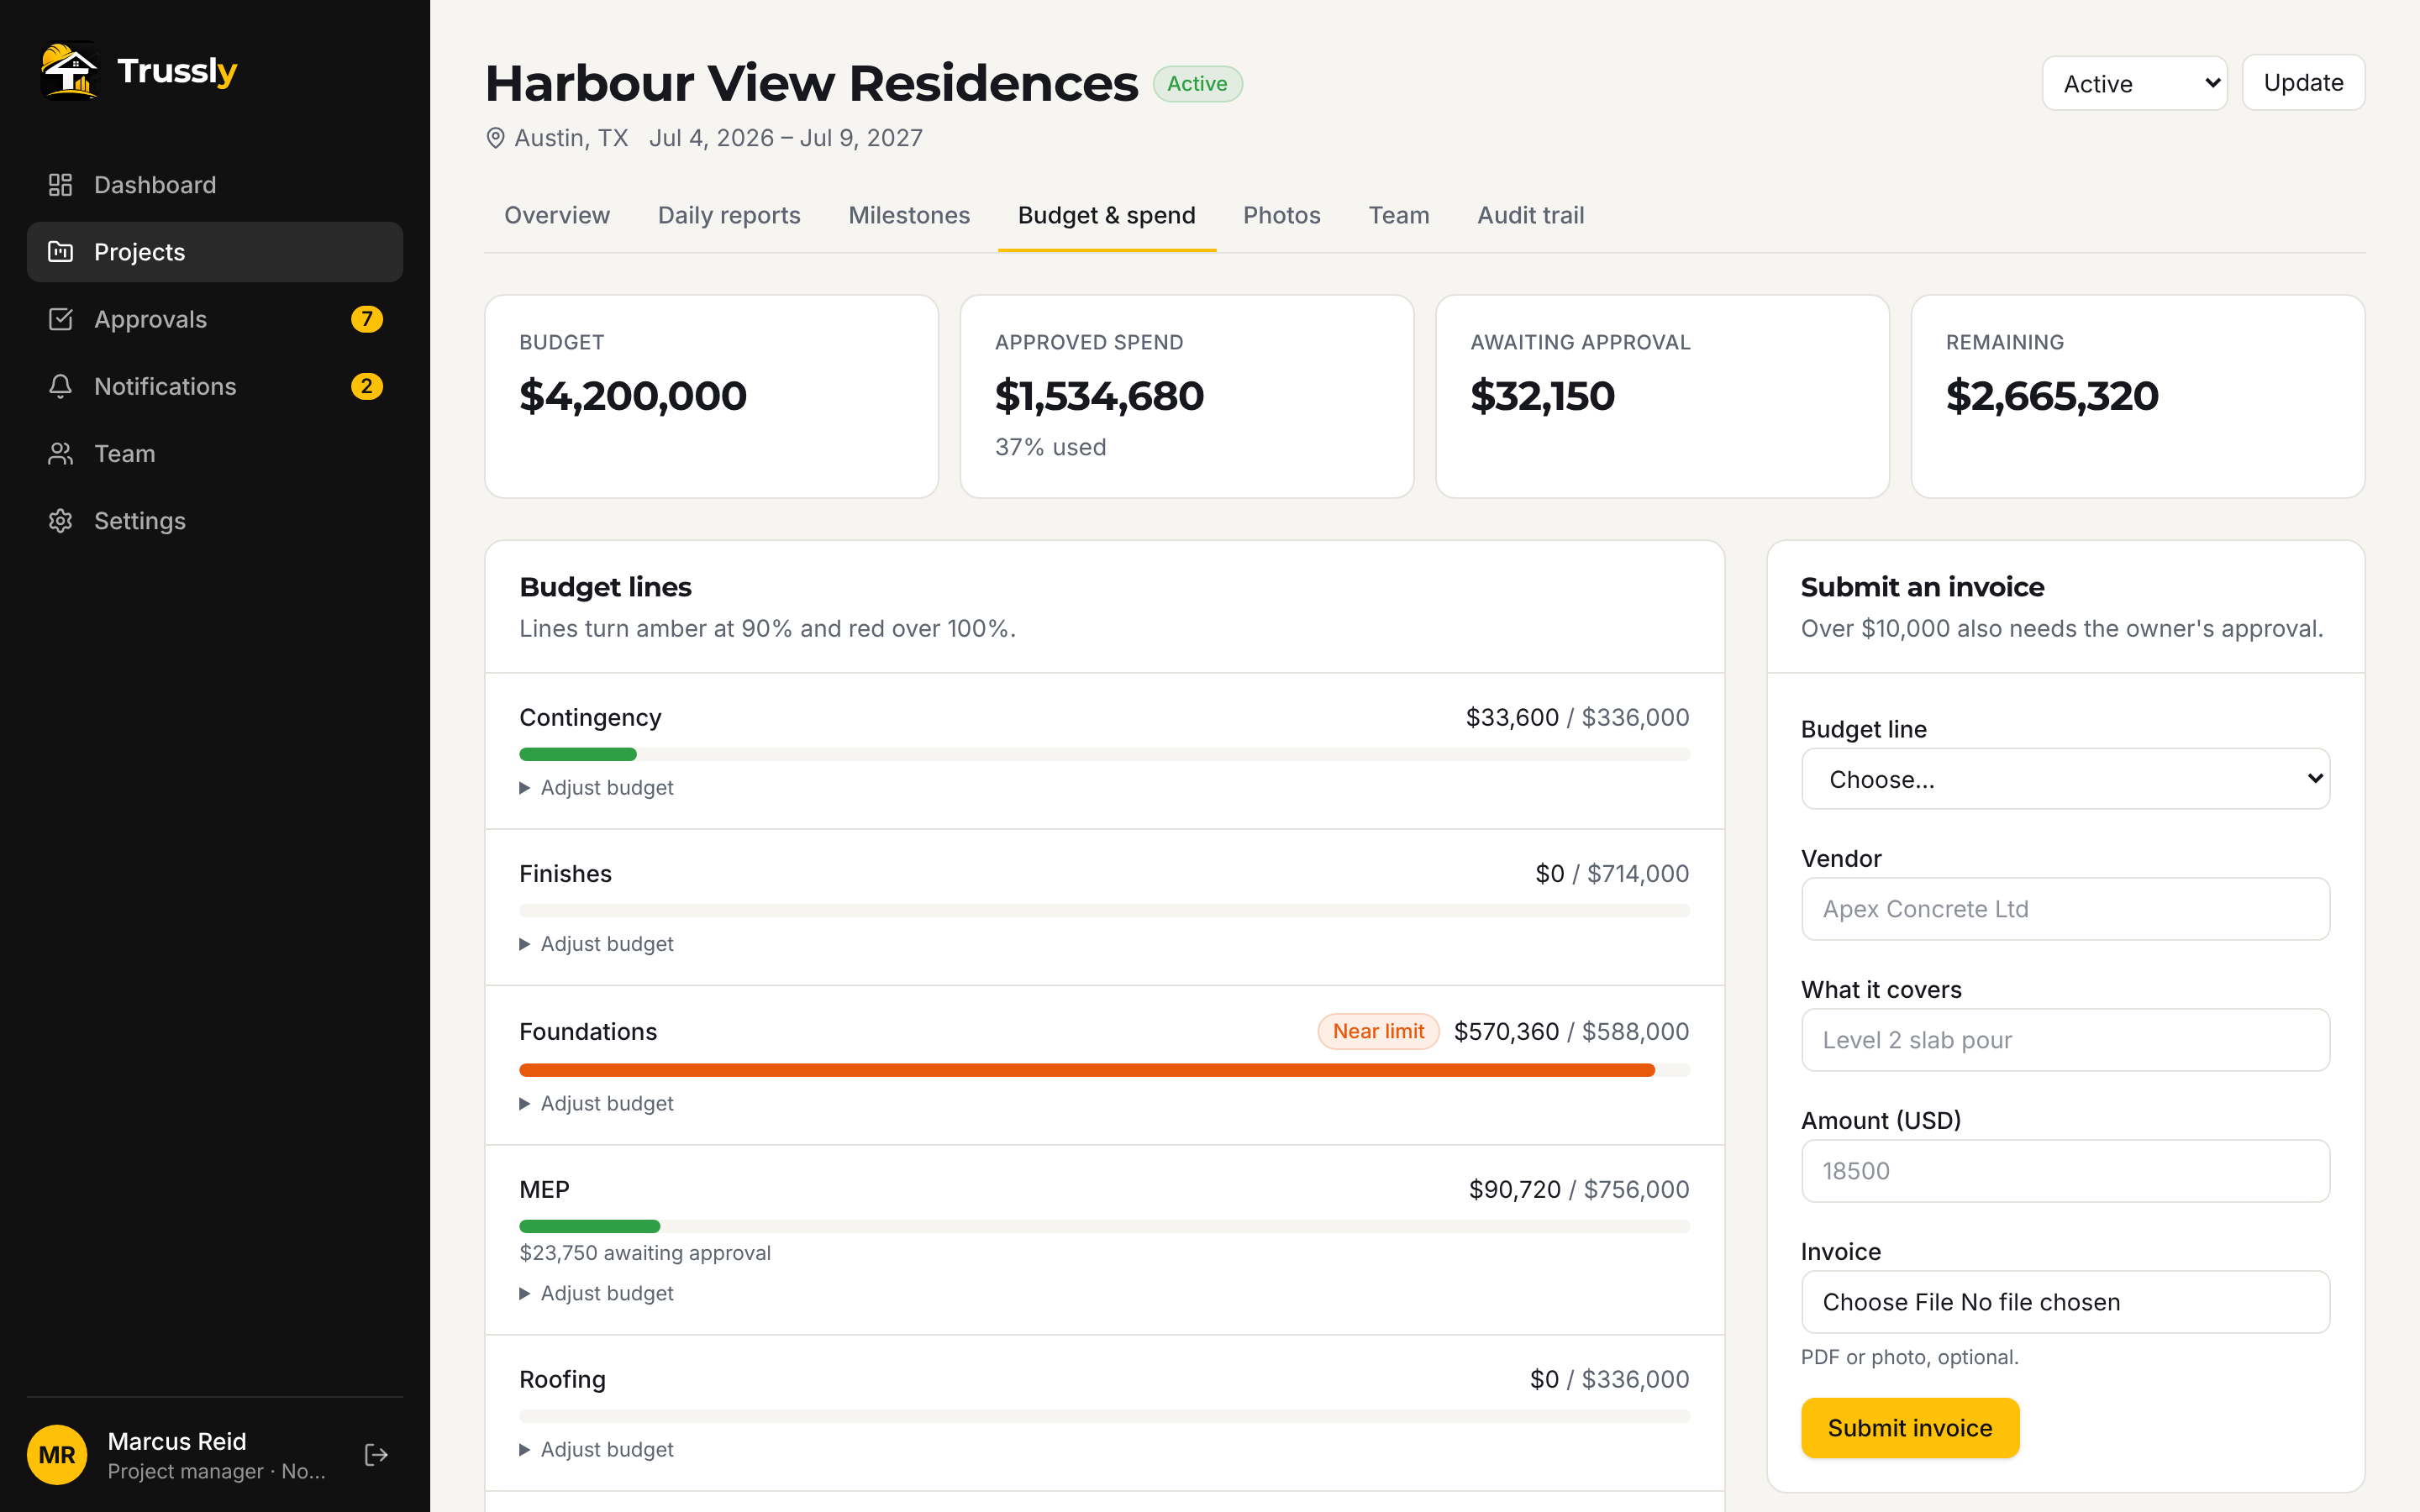 Trussly
Dashboard
Projects
Approvals 7
Notifications 2
Team
Settings
MR
Marcus Reid
Project manager · No...
Harbour View Residences Active
Austin, TX Jul 4, 2026 – Jul 9, 2027
Active
Update
Overview Daily reports Milestones Budget & spend Photos Team Audit trail
BUDGET
$4,200,000
APPROVED SPEND
$1,534,680
37% used
AWAITING APPROVAL
$32,150
REMAINING
$2,665,320
Budget lines
Lines turn amber at 90% and red over 100%.
Contingency $33,600 / $336,000
Adjust budget
Finishes $0 / $714,000
Adjust budget
Foundations Near limit $570,360 / $588,000
Adjust budget
MEP $90,720 / $756,000
$23,750 awaiting approval
Adjust budget
Roofing $0 / $336,000
Adjust budget
Submit an invoice
Over $10,000 also needs the owner's approval.
Budget line
Choose...
Vendor
Apex Concrete Ltd
What it covers
Level 2 slab pour
Amount (USD)
18500
Invoice
Choose File No file chosen
PDF or photo, optional.
Submit invoice